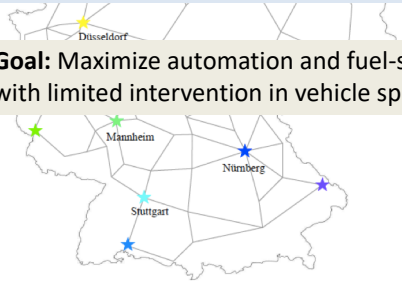 Düsseldorf
Goal: Maximize automation and fuel-s
with limited intervention in vehicle sp
Mannheim
Nürnberg
Stuttgart